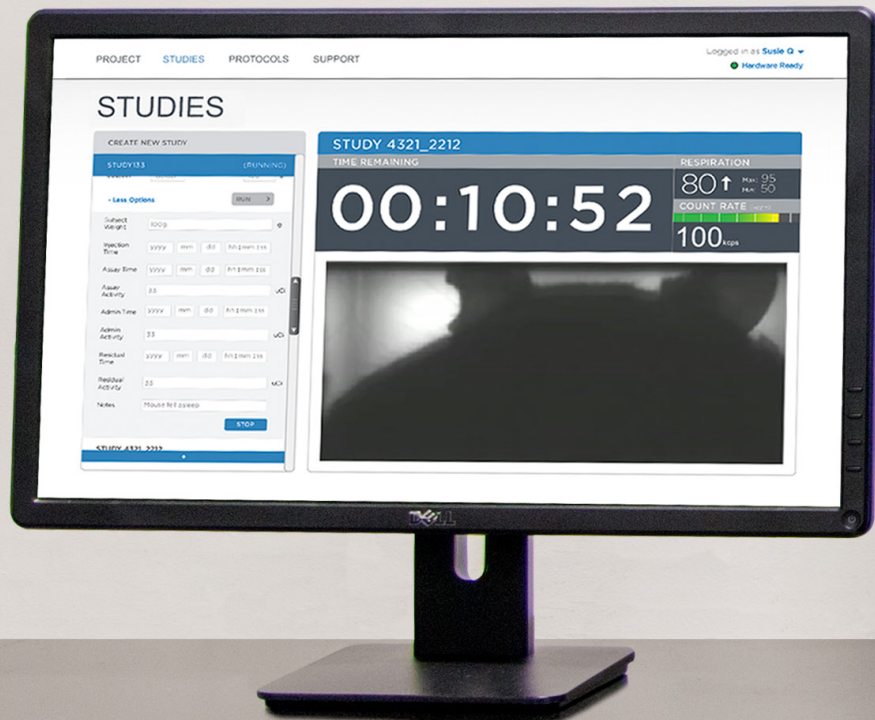 PROJECT STUDIES PROTOCOLS SUPPORT
Logged in as Susie Q
Hardware Ready
STUDIES
CREATE NEW STUDY
STUDY133 (RUNNING)
- Less Options RUN >
Subject Weight 100g g
Injection Time yyyy mm dd hh:mm:ss
Assay Time yyyy mm dd hh:mm:ss
Assay Activity 33 uCi
Admin Time yyyy mm dd hh:mm:ss
Admin Activity 33 uCi
Residual Time yyyy mm dd hh:mm:ss
Residual Activity 33 uCi
Notes Mouse fell asleep
STOP
STUDY 4321_2212
STUDY 4321_2212
TIME REMAINING
00:10:52
RESPIRATION
80 Max: 95
Min: 50
COUNT RATE
100 kcps
DELL